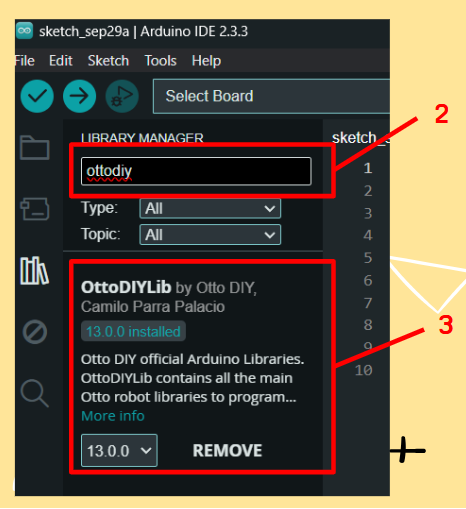 sketch_sep29a | Arduino IDE 2.3.3
File Edit Sketch Tools Help
Select Board
2
LIBRARY MANAGER
sketch_s
ottodiy
Type: All
Topic: All
1
2
3
4
5
6
7
8
9
10
OttoDIYLib by Otto DIY,
Camilo Parra Palacio
13.0.0 installed
Otto DIY official Arduino Libraries.
OttoDIYLib contains all the main
Otto robot libraries to program...
More info
13.0.0 REMOVE
3